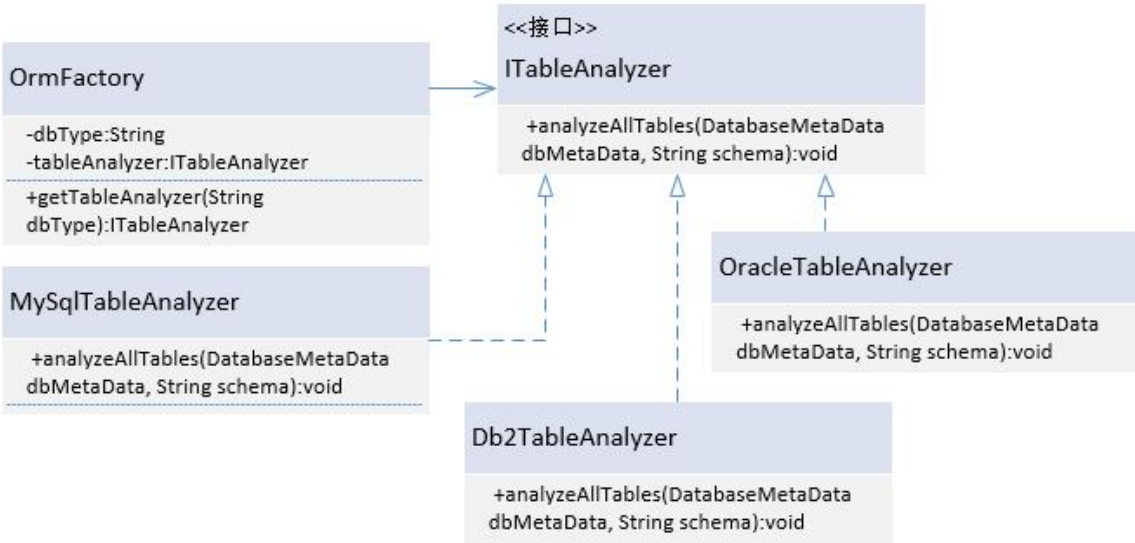 OrmFactory
-dbType:String
-tableAnalyzer:ITableAnalyzer
+getTableAnalyzer(String
dbType):ITableAnalyzer
<<接口>>
ITableAnalyzer
+analyzeAllTables(DatabaseMetaData
dbMetaData, String schema):void
MySqlTableAnalyzer
+analyzeAllTables(DatabaseMetaData
dbMetaData, String schema):void
OracleTableAnalyzer
+analyzeAllTables(DatabaseMetaData
dbMetaData, String schema):void
Db2TableAnalyzer
+analyzeAllTables(DatabaseMetaData
dbMetaData, String schema):void